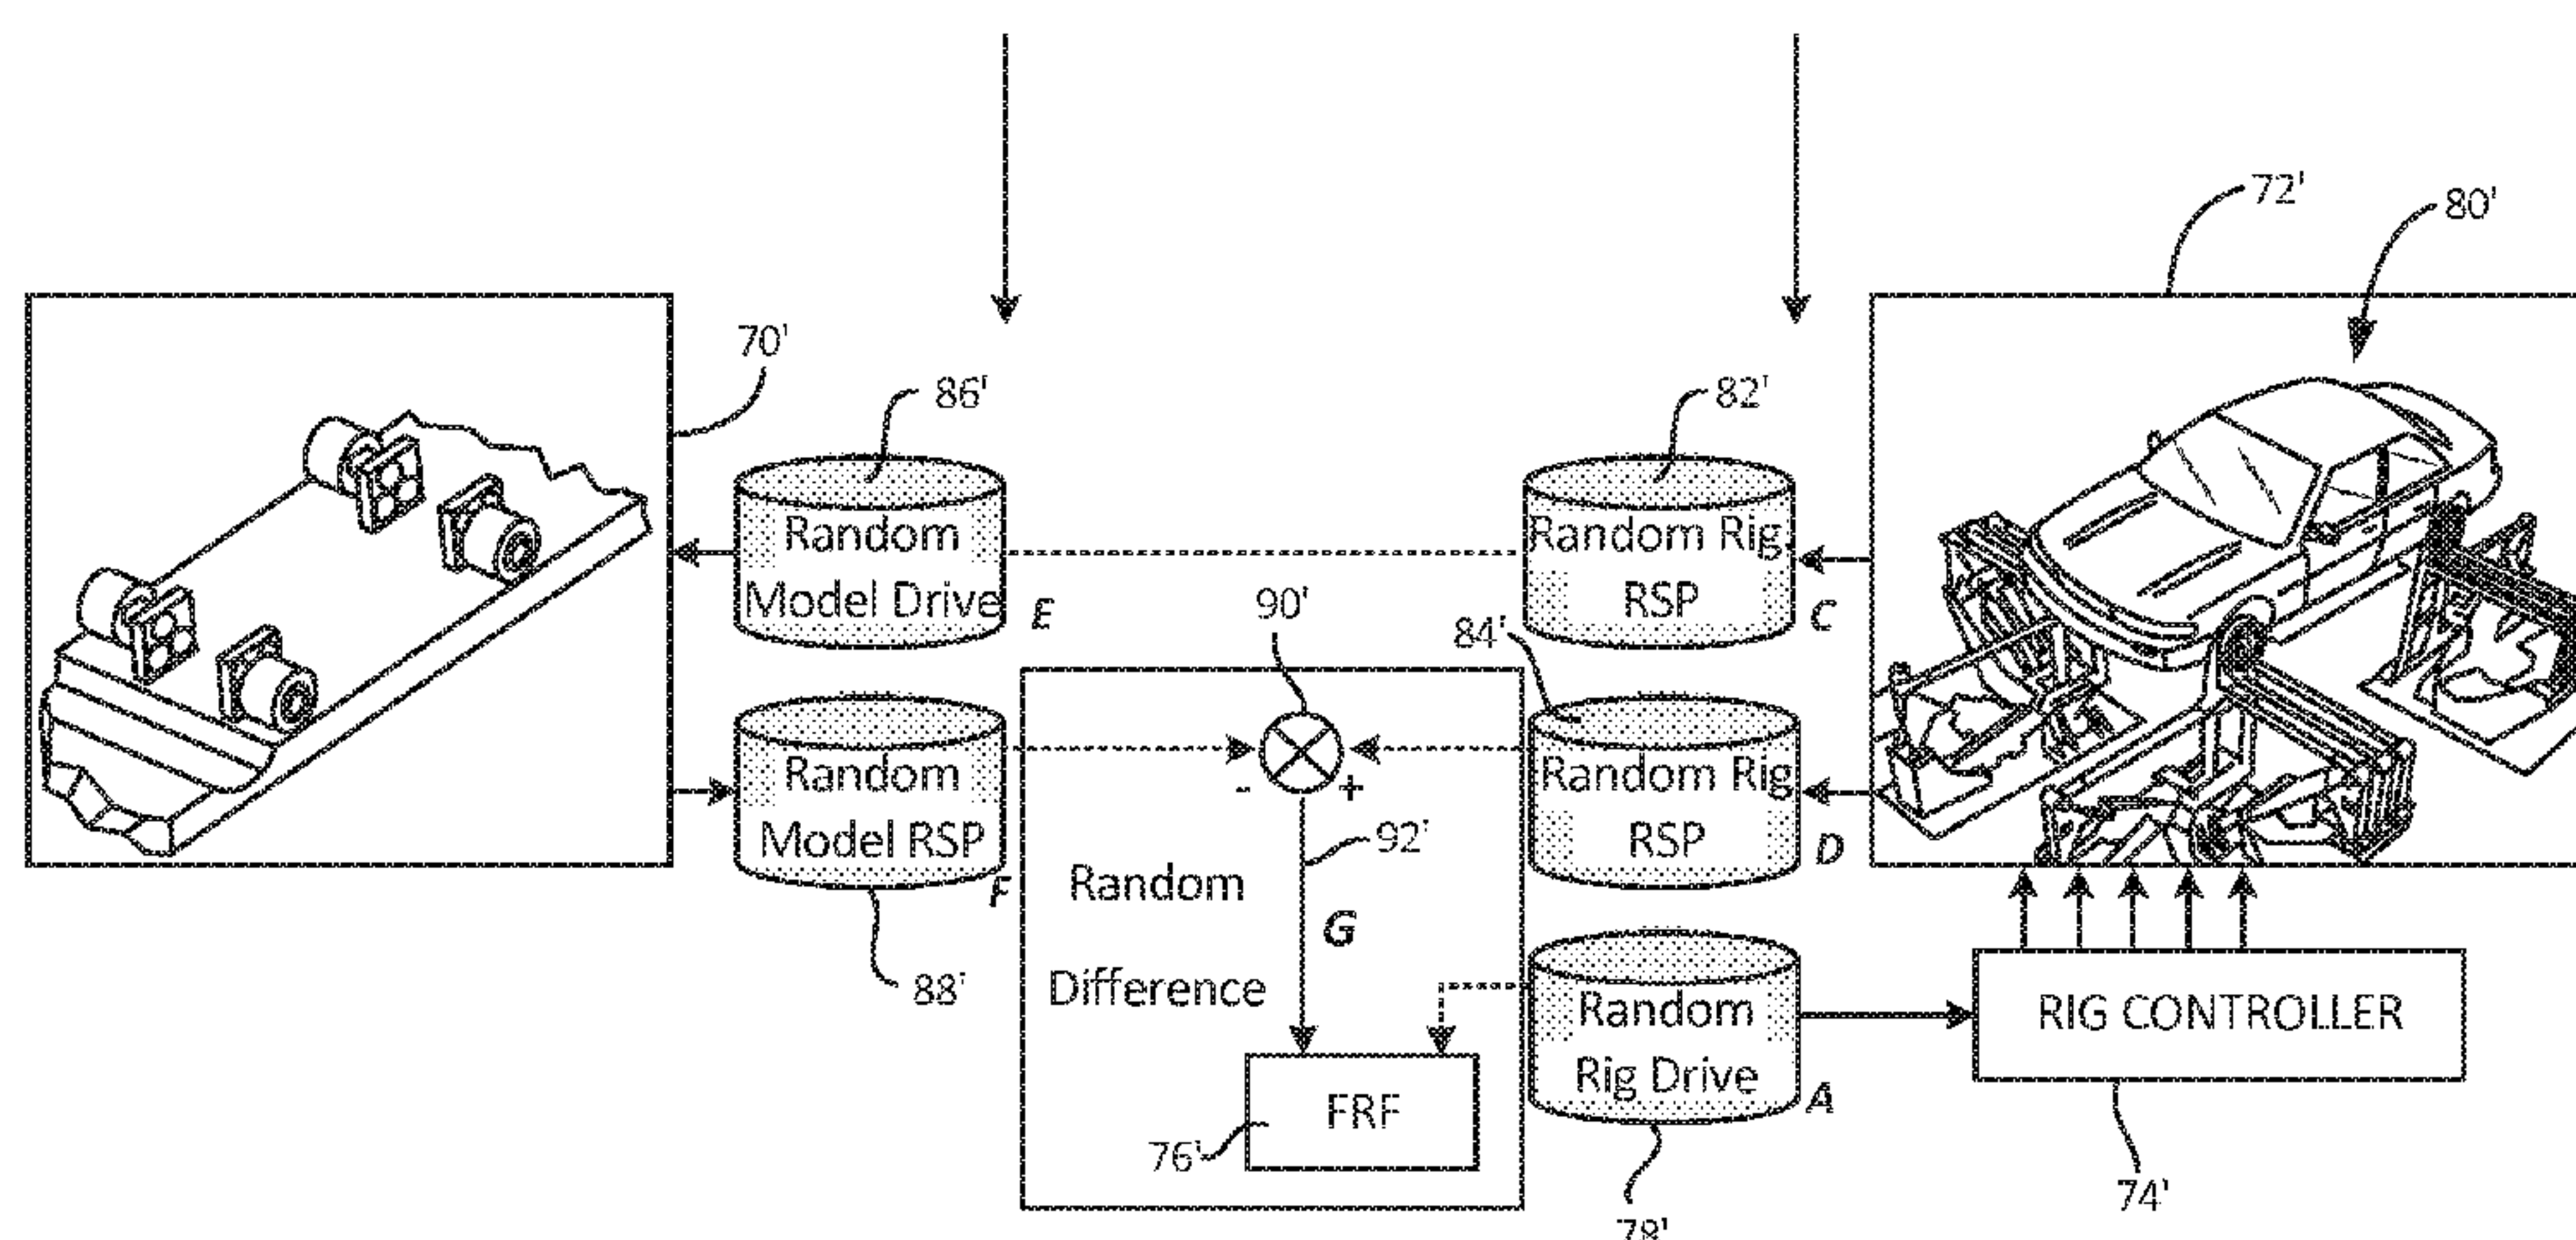 72'
80'
70'
86'
82'
Random
Model Drive
E
Random Rig
RSP
C
90'
84'
Random
Model RSP
F
- +
Random Rig
RSP
D
92'
Random
Difference
G
88'
Random
Rig Drive
A
RIG CONTROLLER
FRF
76'
78'
74'